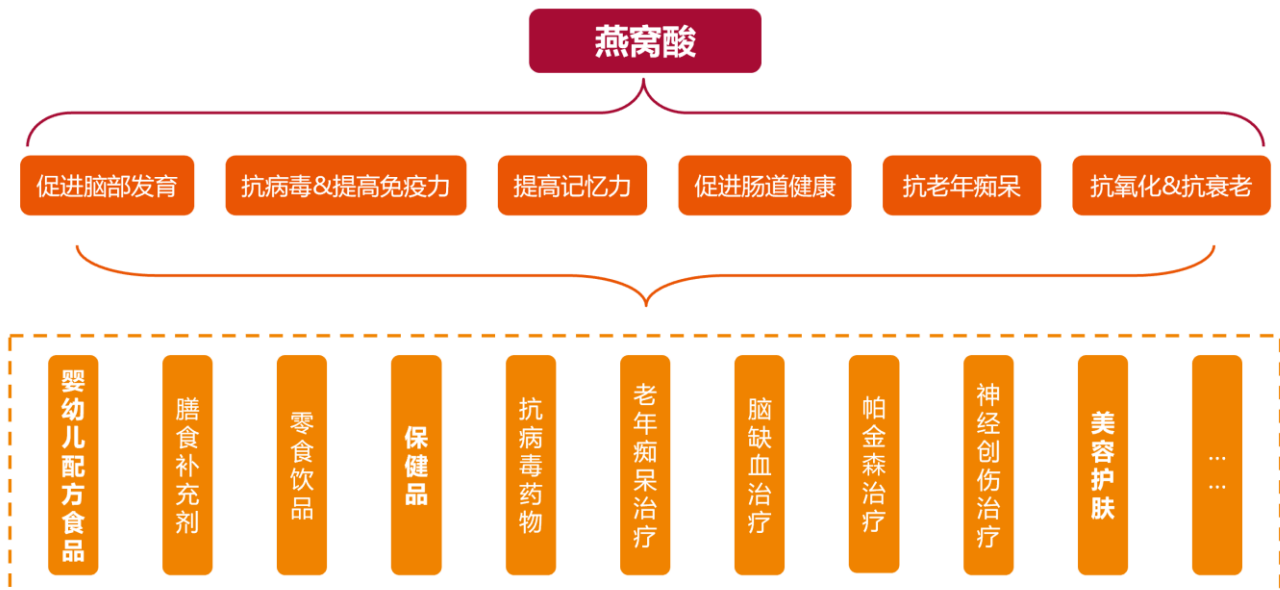 燕窝酸
促进脑部发育
抗病毒&提高免疫力
提高记忆力
促进肠道健康
抗老年痴呆
抗氧化&抗衰老
婴幼儿配方食品
膳食补充剂
零食饮品
保健品
抗病毒药物
老年痴呆治疗
脑缺血治疗
帕金森治疗
神经创伤治疗
美容护肤
……